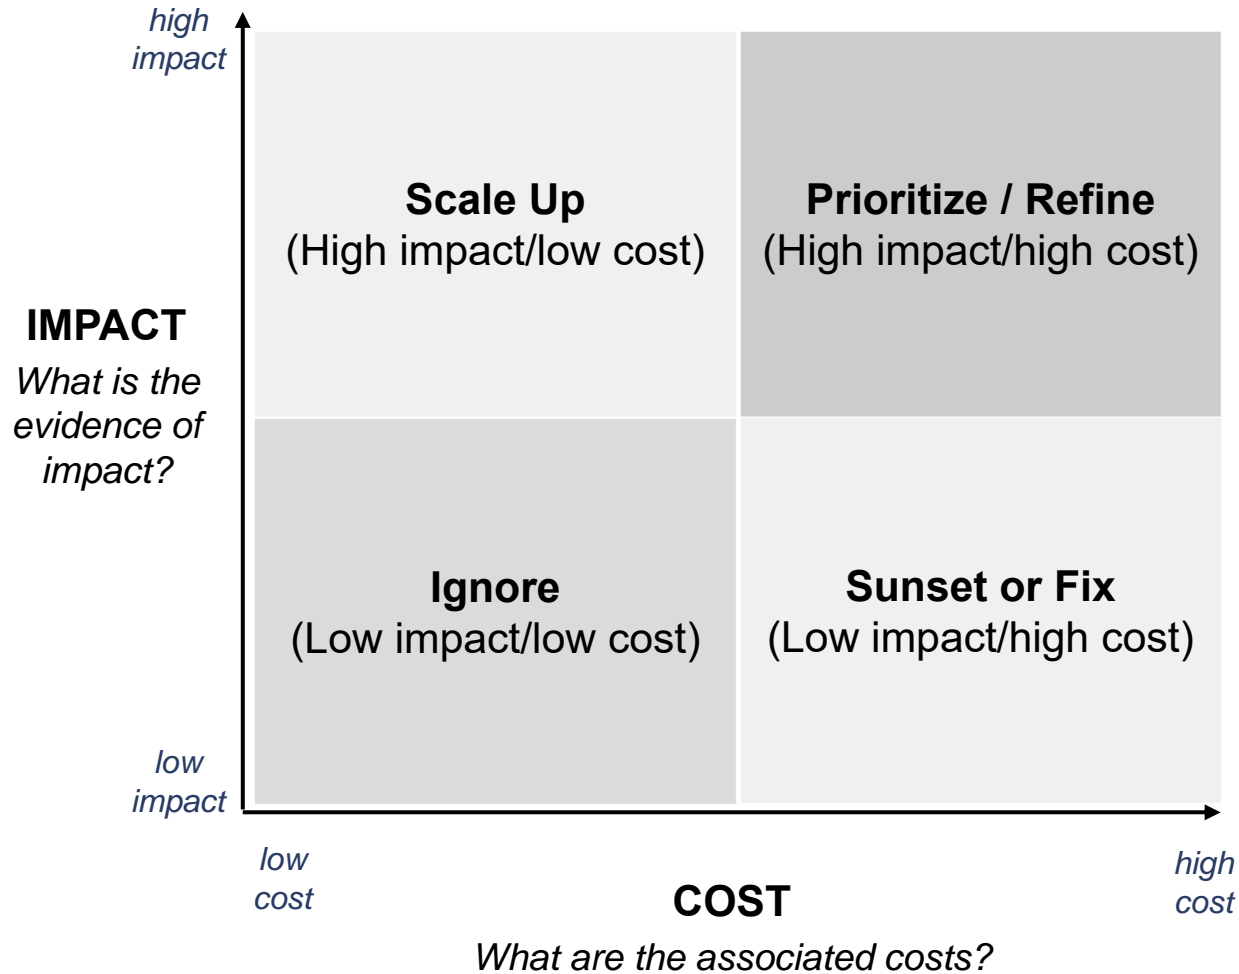 high
impact
Scale Up
(High impact/low cost)
Prioritize / Refine
(High impact/high cost)
IMPACT
What is the
evidence of
impact?
Ignore
(Low impact/low cost)
Sunset or Fix
(Low impact/high cost)
low
impact
low
cost
COST
high
cost
What are the associated costs?